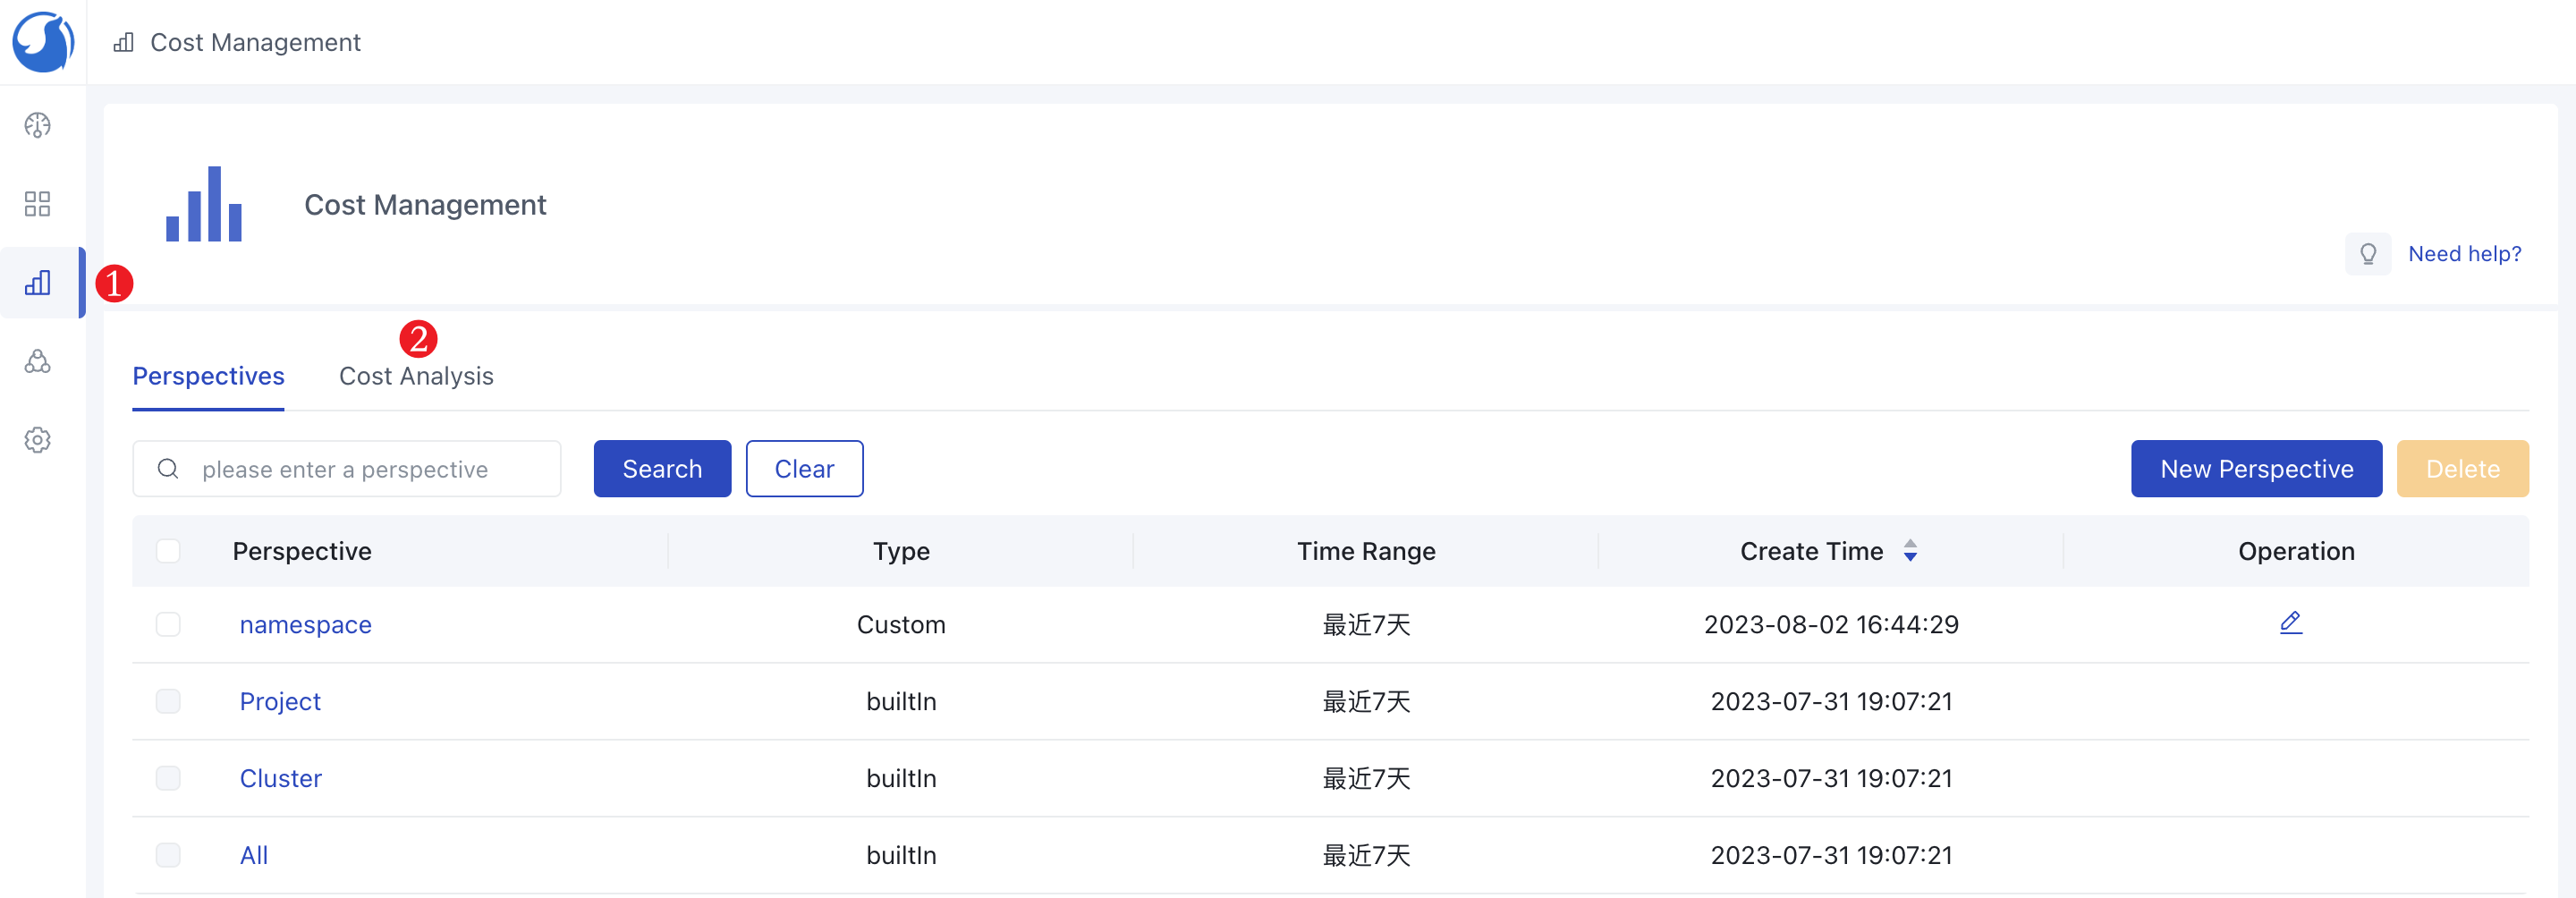 Cost Management
Cost Management
Need help?
1
2
Perspectives Cost Analysis
please enter a perspective Search Clear New Perspective Delete
Perspective Type Time Range Create Time Operation
namespace Custom 最近7天 2023-08-02 16:44:29
Project builtIn 最近7天 2023-07-31 19:07:21
Cluster builtIn 最近7天 2023-07-31 19:07:21
All builtIn 最近7天 2023-07-31 19:07:21